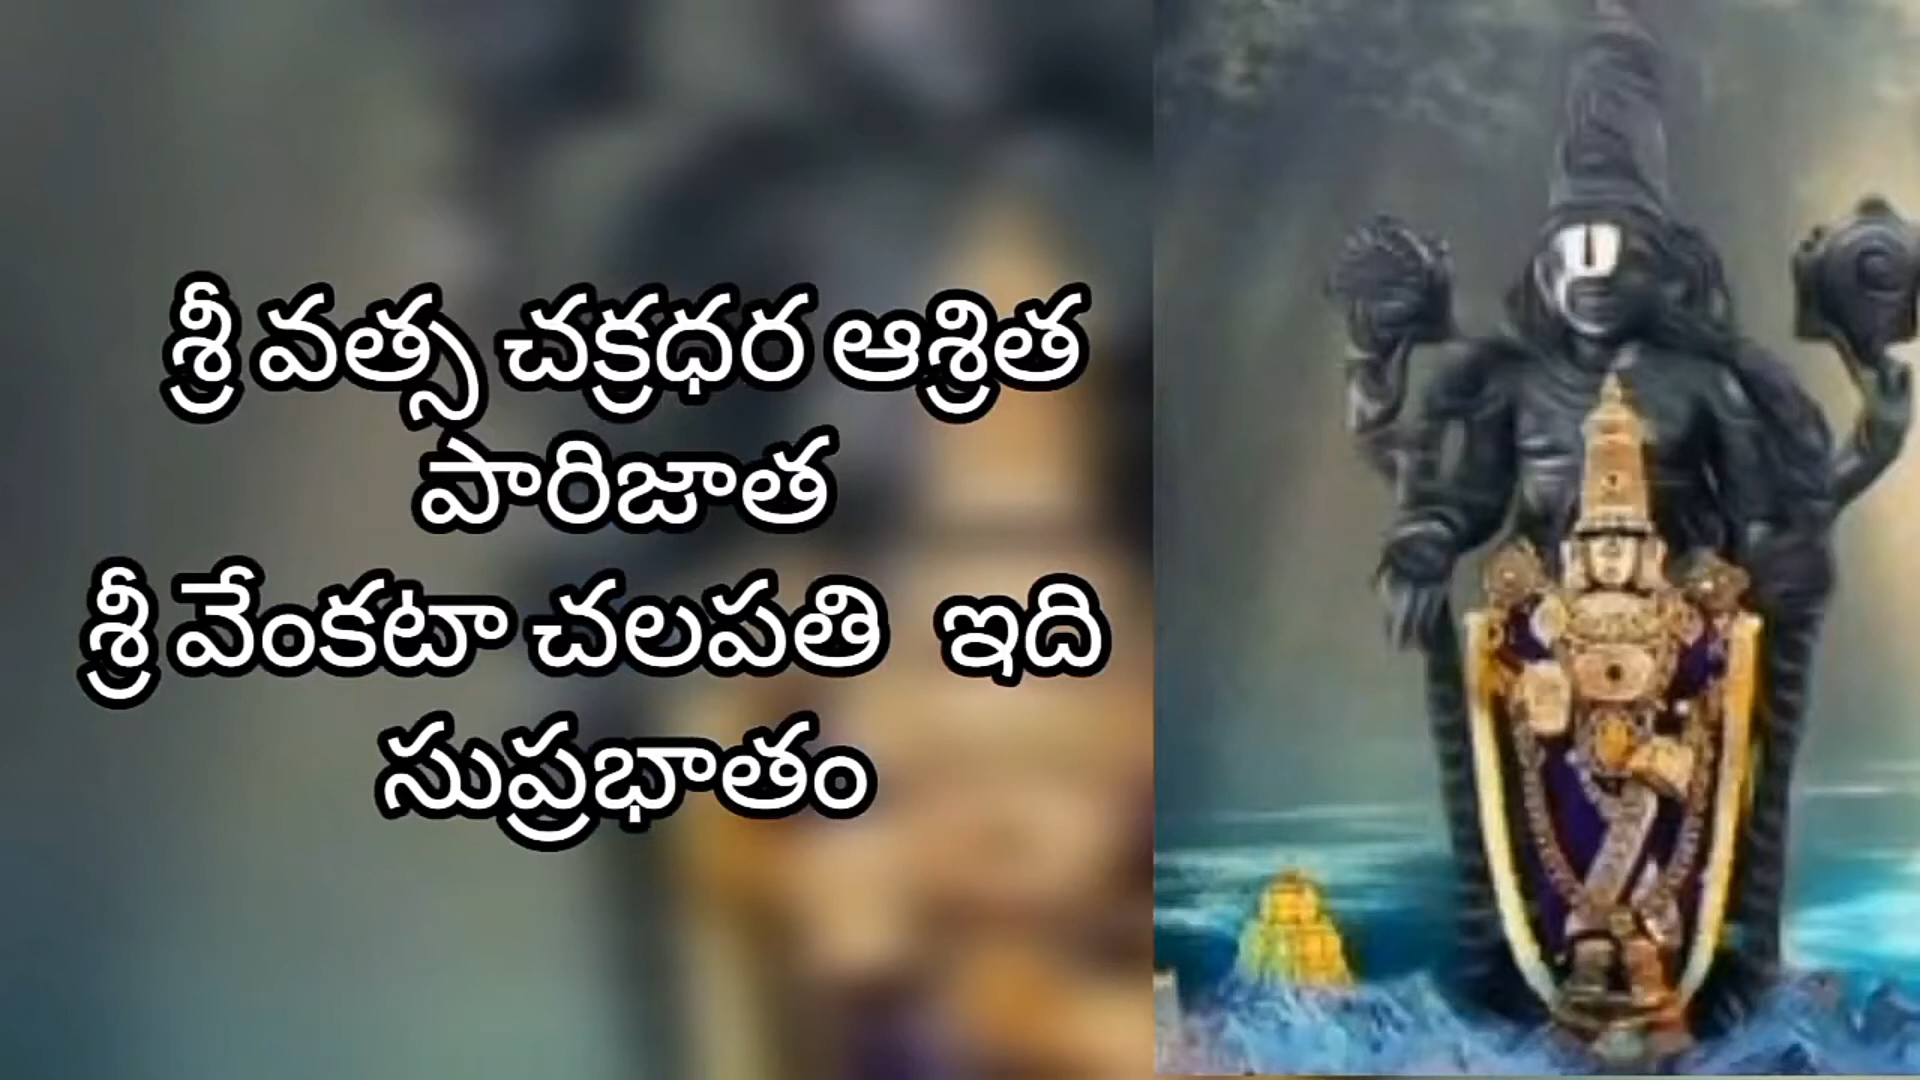 శ్రీ వత్స చక్రధర ఆశ్రిత
పారిజాత
శ్రీ వేంకటా చలపతి ఇది
సుప్రభాతం